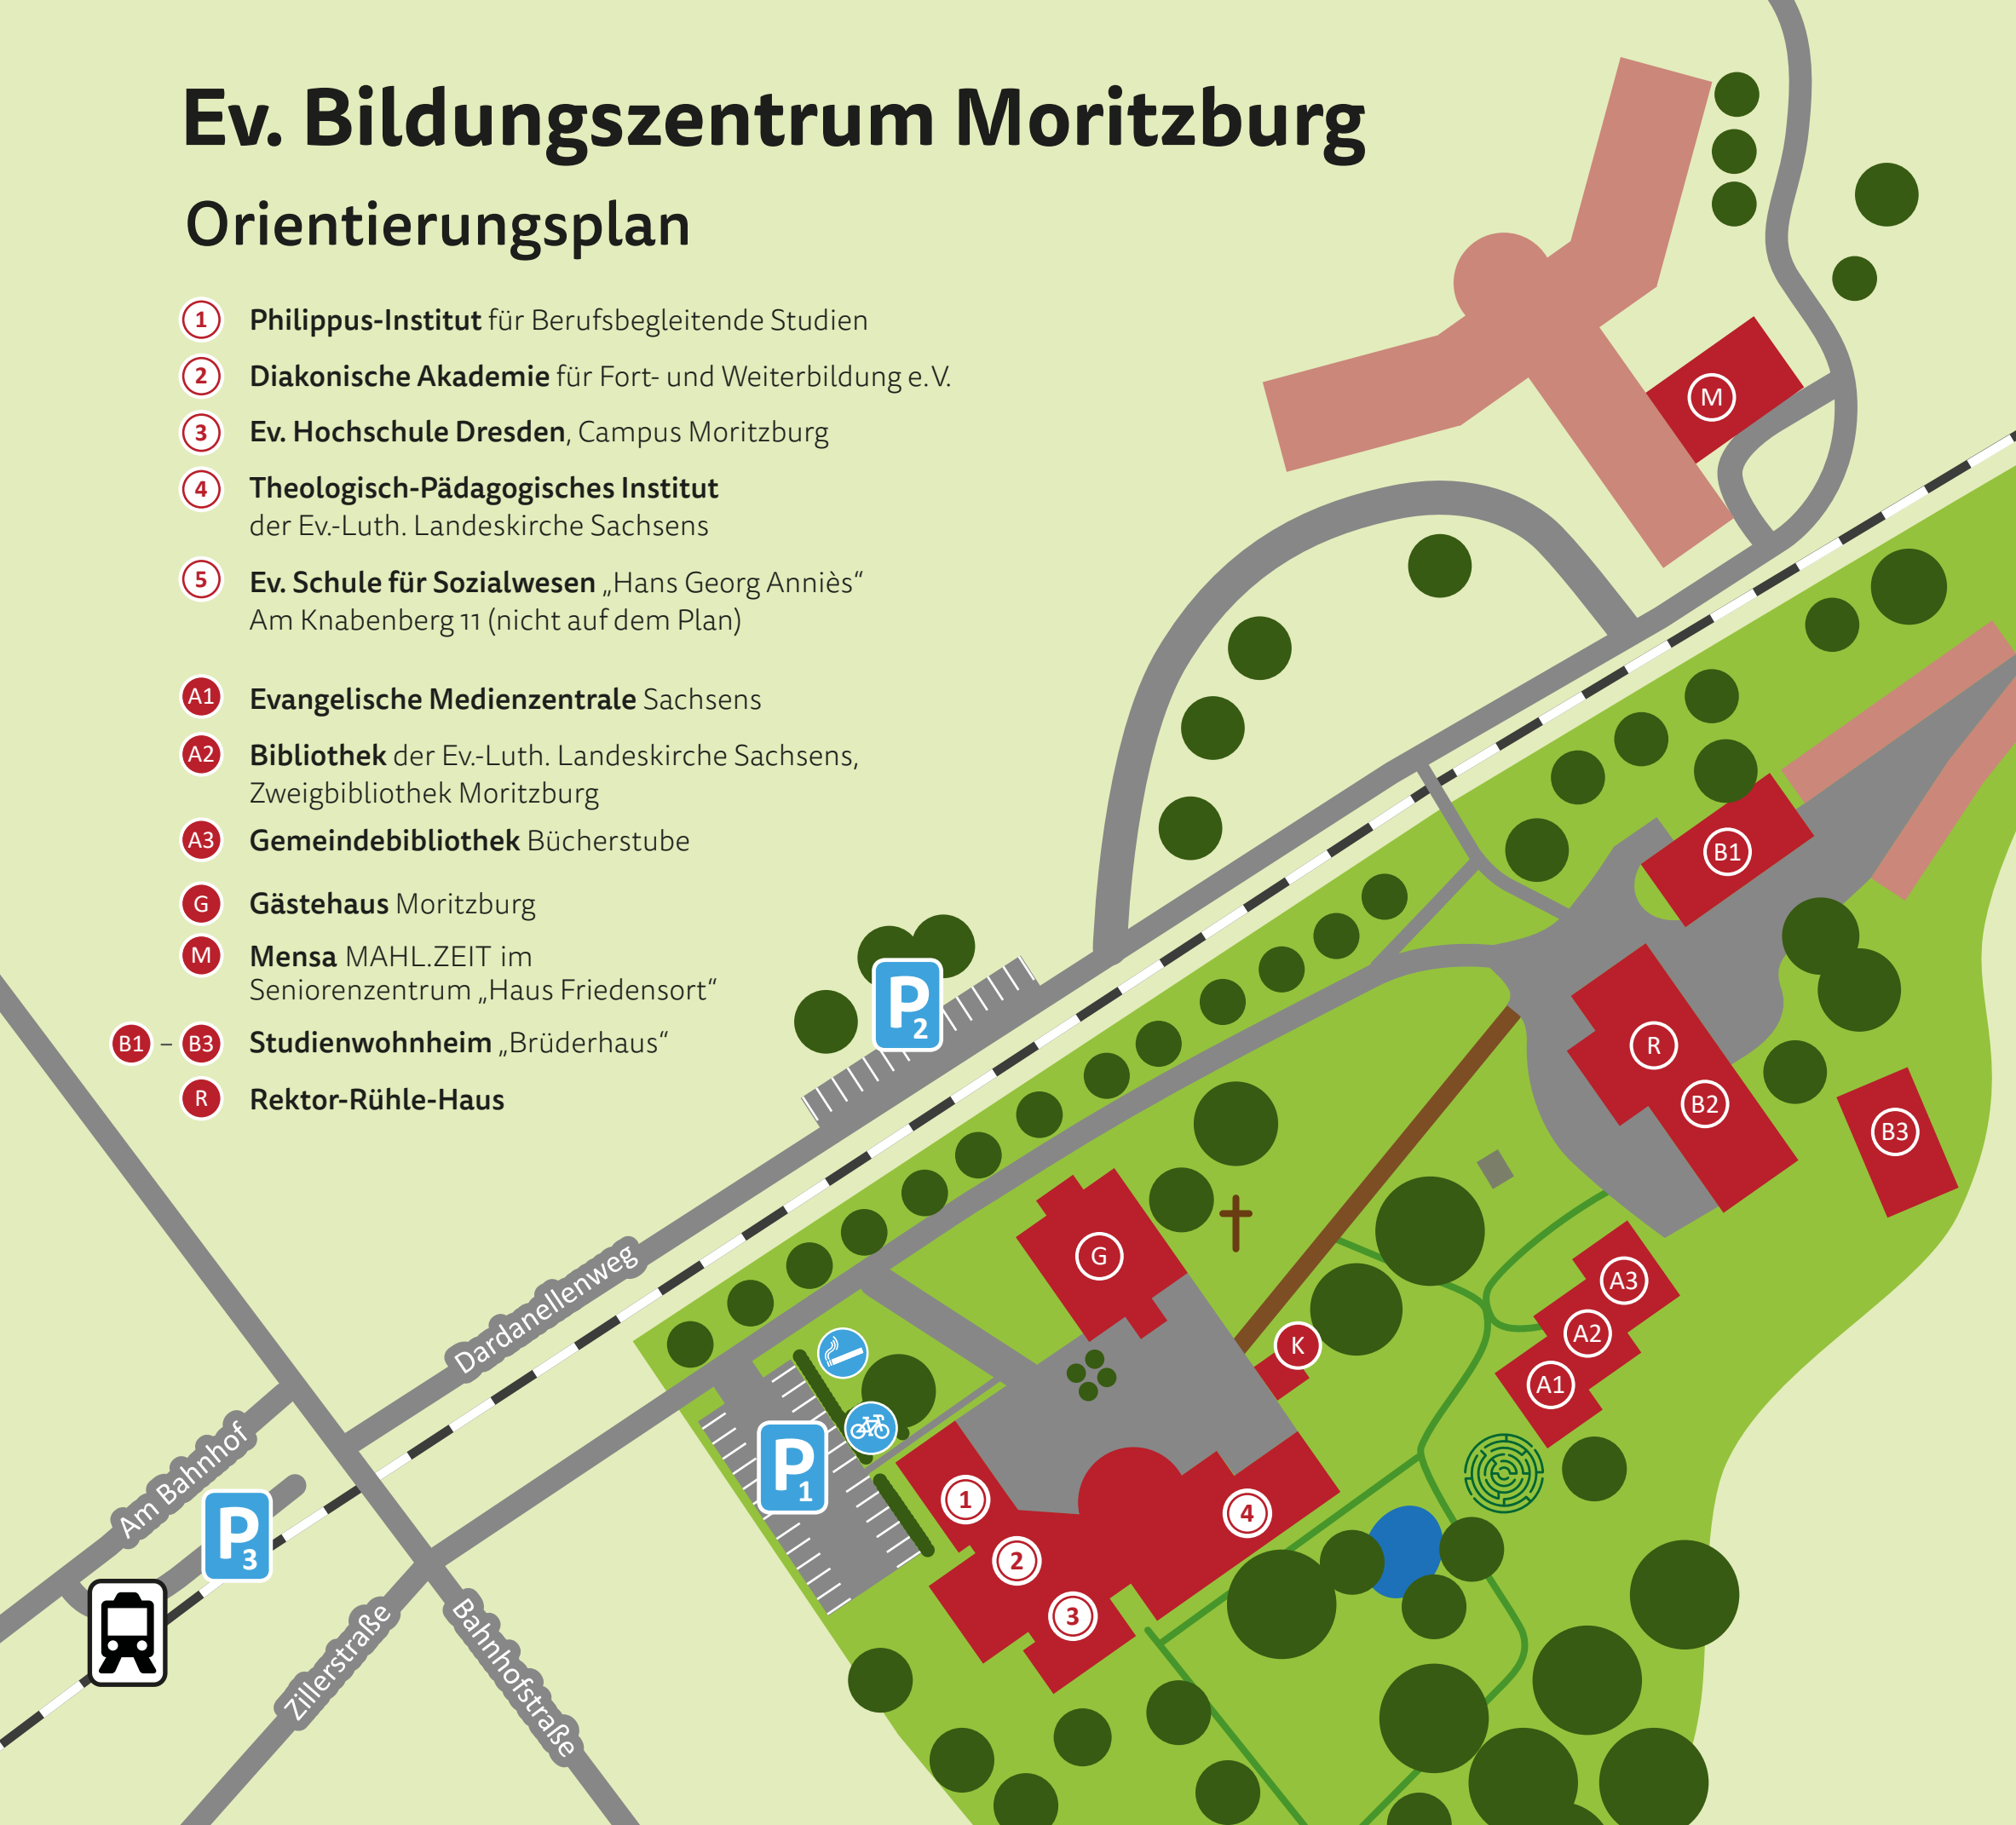 Ev. Bildungszentrum Moritzburg
Orientierungsplan
1 Philippus-Institut für Berufsbegleitende Studien
2 Diakonische Akademie für Fort- und Weiterbildung e.V.
3 Ev. Hochschule Dresden, Campus Moritzburg
4 Theologisch-Pädagogisches Institut
der Ev.-Luth. Landeskirche Sachsens
5 Ev. Schule für Sozialwesen „Hans Georg Anniès“
Am Knabenberg 11 (nicht auf dem Plan)
A1 Evangelische Medienzentrale Sachsens
A2 Bibliothek der Ev.-Luth. Landeskirche Sachsens,
Zweigbibliothek Moritzburg
A3 Gemeindebibliothek Bücherstube
G Gästehaus Moritzburg
M Mensa MAHL.ZEIT im
Seniorenzentrum „Haus Friedensort“
B1 – B3 Studienwohnheim „Brüderhaus“
R Rektor-Rühle-Haus
M
B1
P2
R
B2
B3
G
A3
A2
A1
K
Dardanellenweg
Am Bahnhof
P1
P3
1
2
3
4
Zillerstraße
Bahnhofstraße